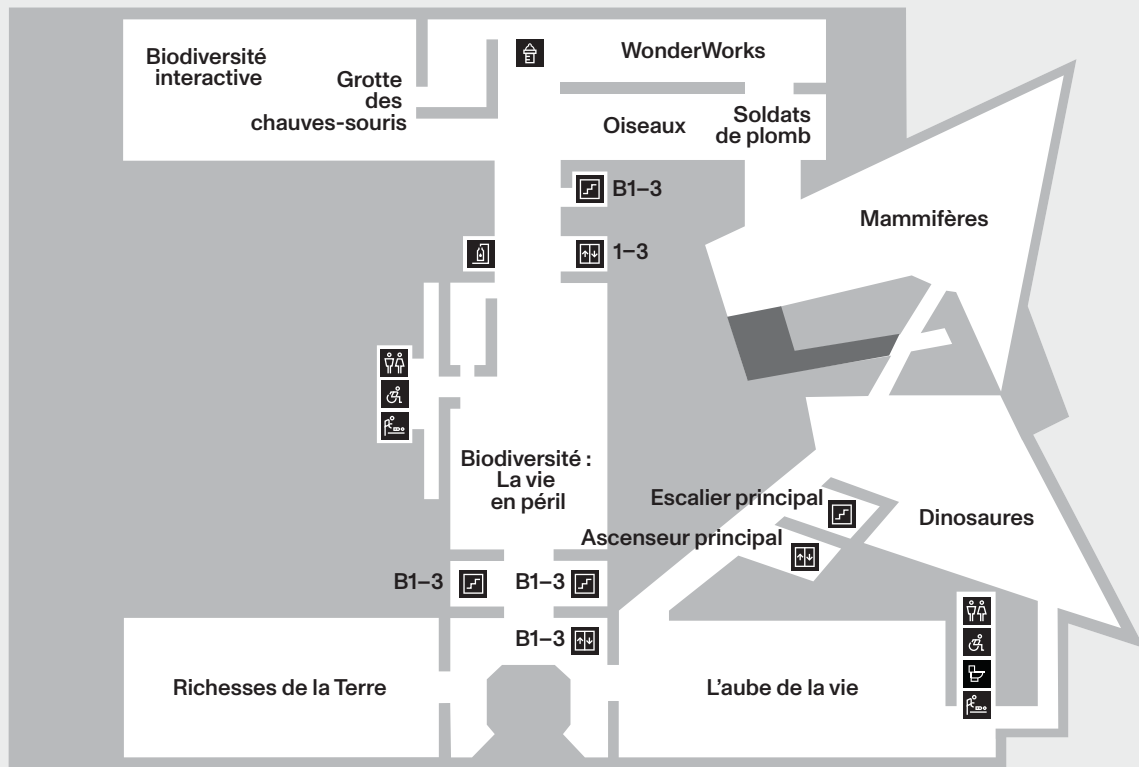 Biodiversité
interactive
Grotte
des
chauves-souris
WonderWorks
Oiseaux
Soldats
de plomb
B1–3
1–3
Mammifères
Biodiversité :
La vie
en péril
Escalier principal
Ascenseur principal
Dinosaures
B1–3
B1–3
B1–3
Richesses de la Terre
L'aube de la vie